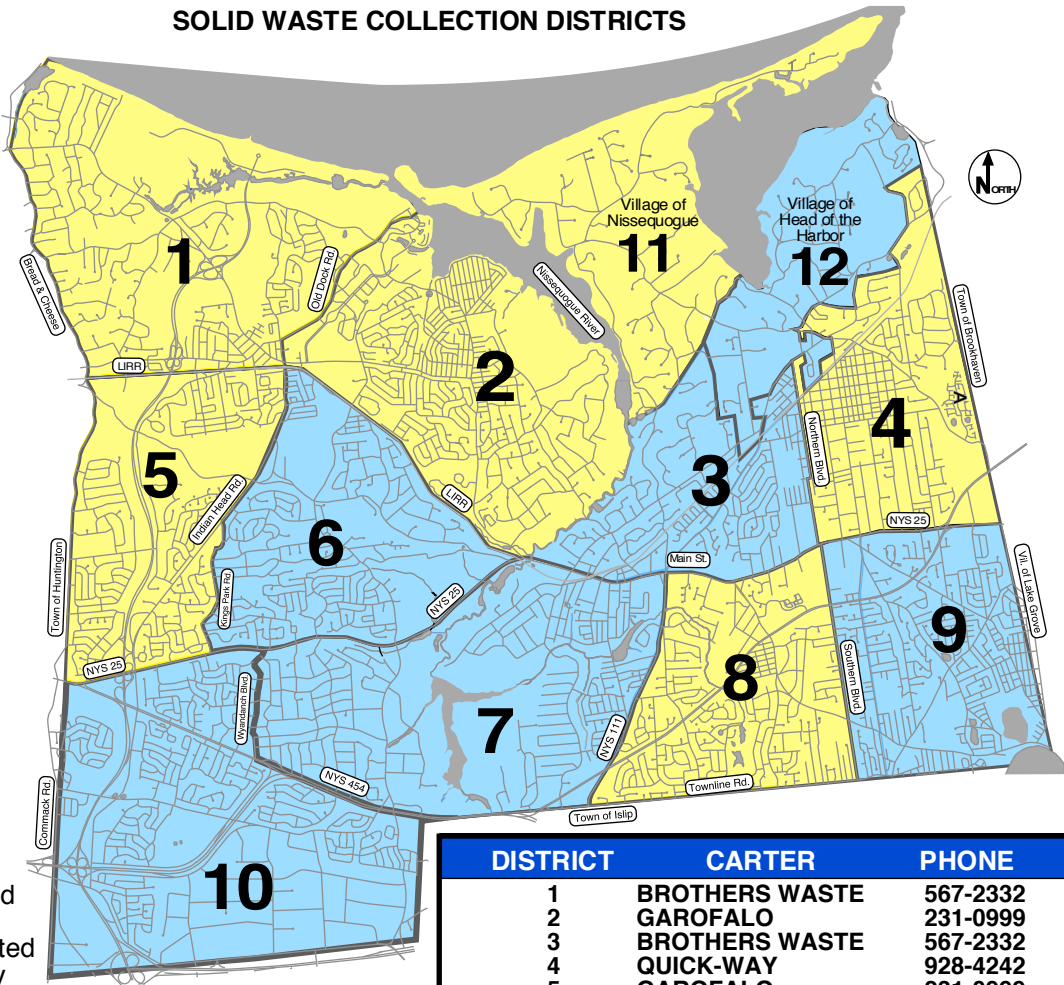 SOLID WASTE COLLECTION DISTRICTS
NORTH
Village of
Nissequogue
11
Village of
Head of the
Harbor
12
1
Bread & Cheese
Old Dock Rd.
Nissequogue River
Town of Brookhaven
LIRR
2
A
4
Northern Blvd.
3
5
Indian Head Rd.
LIRR
6
NYS 25
Main St.
Town of Huntington
Kings Park Rd
NYS 25
Vil. of Lake Grove
9
NYS 25
8
Southern Blvd.
Wyandanch Blvd
7
NYS 111
NYS 454
Townline Rd.
Town of Islip
Commack Rd.
10
d
ted
DISTRICT CARTER PHONE
1 BROTHERS WASTE 567-2332
2 GAROFALO 231-0999
3 BROTHERS WASTE 567-2332
4 QUICK-WAY 928-4242